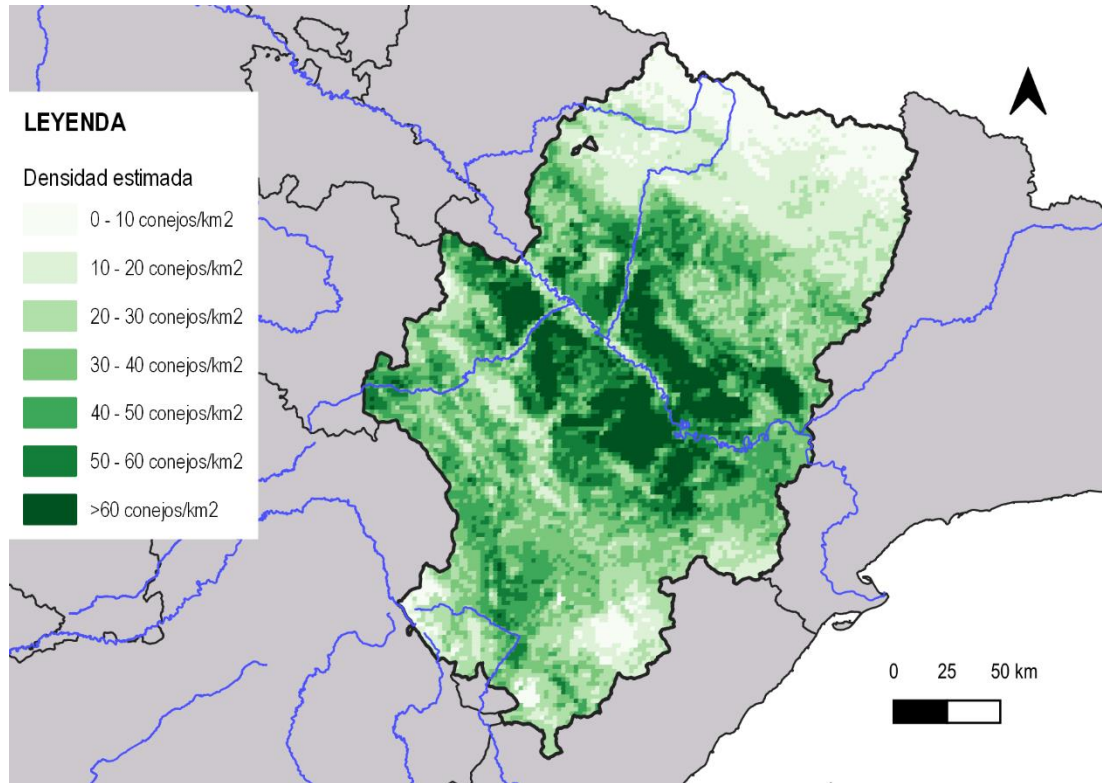 LEYENDA
Densidad estimada
0 - 10 conejos/km2
10 - 20 conejos/km2
20 - 30 conejos/km2
30 - 40 conejos/km2
40 - 50 conejos/km2
50 - 60 conejos/km2
>60 conejos/km2
0 25 50 km